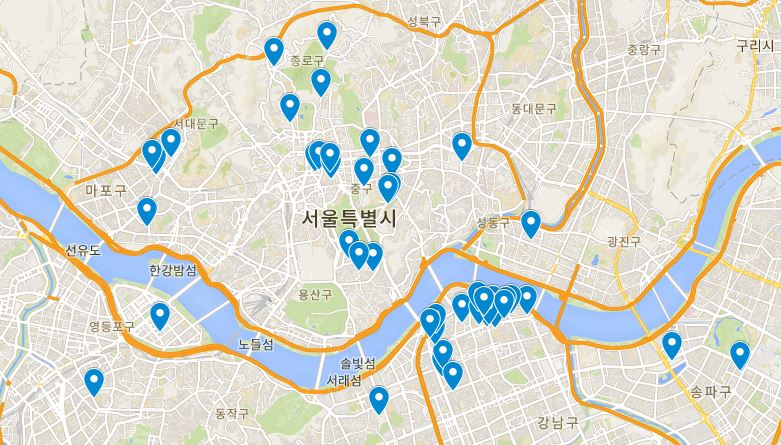 성북구
중랑구
구리시
종로구
동대문구
서대문구
마포구
중구
서울특별시
성동구
광진구
선유도
한강밤섬
용산구
영등포구
노들섬
솔빛섬
서래섬
송파구
동작구
강남구